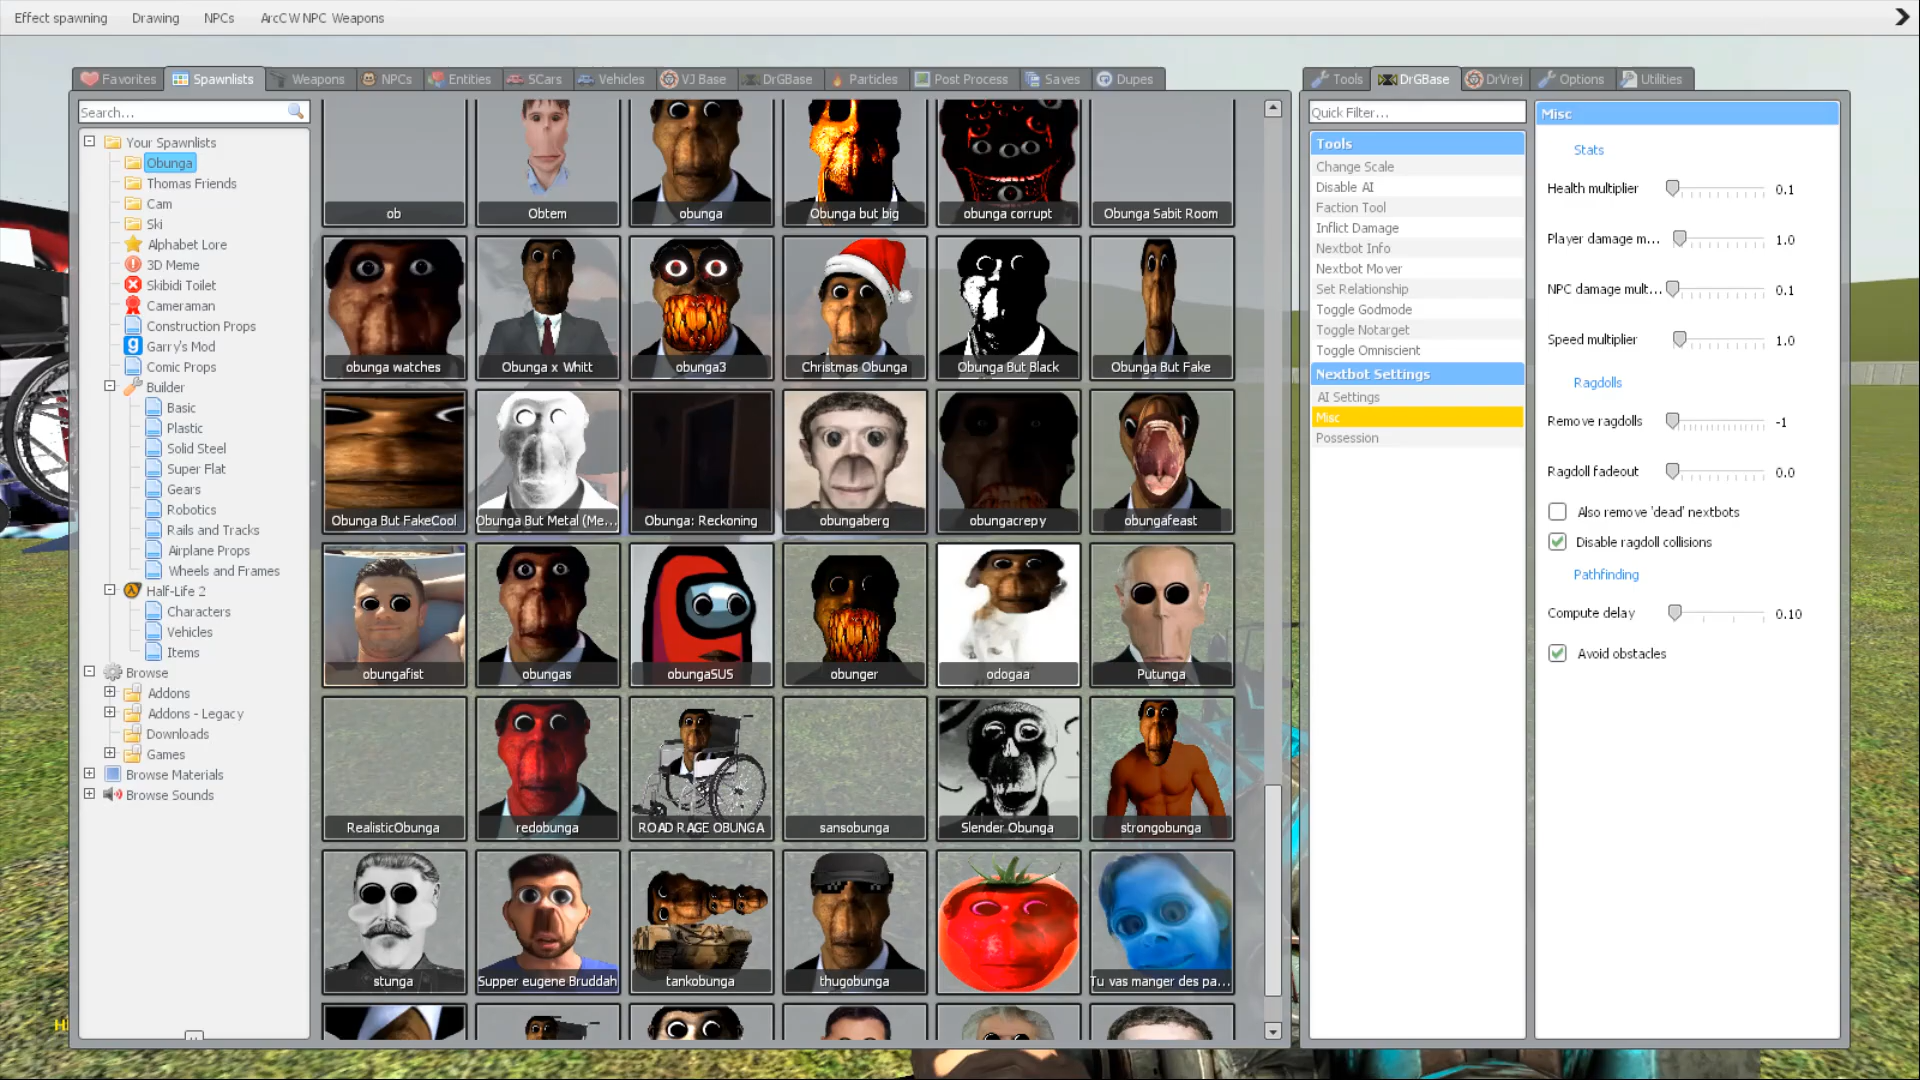 Effect spawning Drawing NPCs ArcCW NPC Weapons
Favorites Spawnlists Weapons NPCs Entities SCars Vehicles VJ Base DrGBase Particles Post Process Saves Dupes
Search...
Your Spawnlists
Obunga
Thomas Friends
Cam
Ski
Alphabet Lore
3D Meme
Skibidi Toilet
Cameraman
Construction Props
Garry's Mod
Comic Props
Builder
Basic
Plastic
Solid Steel
Super Flat
Gears
Robotics
Rails and Tracks
Airplane Props
Wheels and Frames
Half-Life 2
Characters
Vehicles
Items
Browse
Addons
Addons - Legacy
Downloads
Games
Browse Materials
Browse Sounds
ob Obtem obunga Obunga but big obunga corrupt Obunga Sabit Room
obunga watches Obunga x Whitt obunga3 Christmas Obunga Obunga But Black Obunga But Fake
Obunga But FakeCool Obunga But Metal (Me... Obunga: Reckoning obungaberg obungacrepy obungafeast
obungafist obungas obungaSUS obunger odogaa Putunga
RealisticObunga redobunga ROAD RAGE OBUNGA sansobunga Slender Obunga strongobunga
stunga Supper eugene Bruddah tankobunga thugobunga Tu vas manger des pa...
Tools DrGBase DrVrej Options Utilities
Quick Filter...
Tools
Change Scale
Disable AI
Faction Tool
Inflict Damage
Nextbot Info
Nextbot Mover
Set Relationship
Toggle Godmode
Toggle Notarget
Toggle Omniscient
Nextbot Settings
AI Settings
Misc
Possession
Misc
Stats
Health multiplier 0.1
Player damage m... 1.0
NPC damage mult... 0.1
Speed multiplier 1.0
Ragdolls
Remove ragdolls -1
Ragdoll fadeout 0.0
Also remove 'dead' nextbots
Disable ragdoll collisions
Pathfinding
Compute delay 0.10
Avoid obstacles